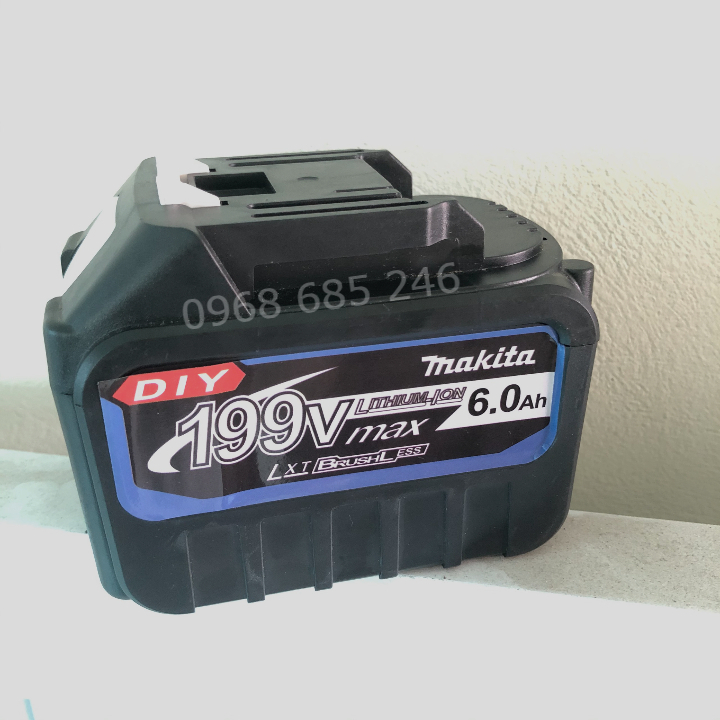 0968 685 246
makita
DIY
199V max
LITHIUM-ION
6.0Ah
LXT BRUSHLESS